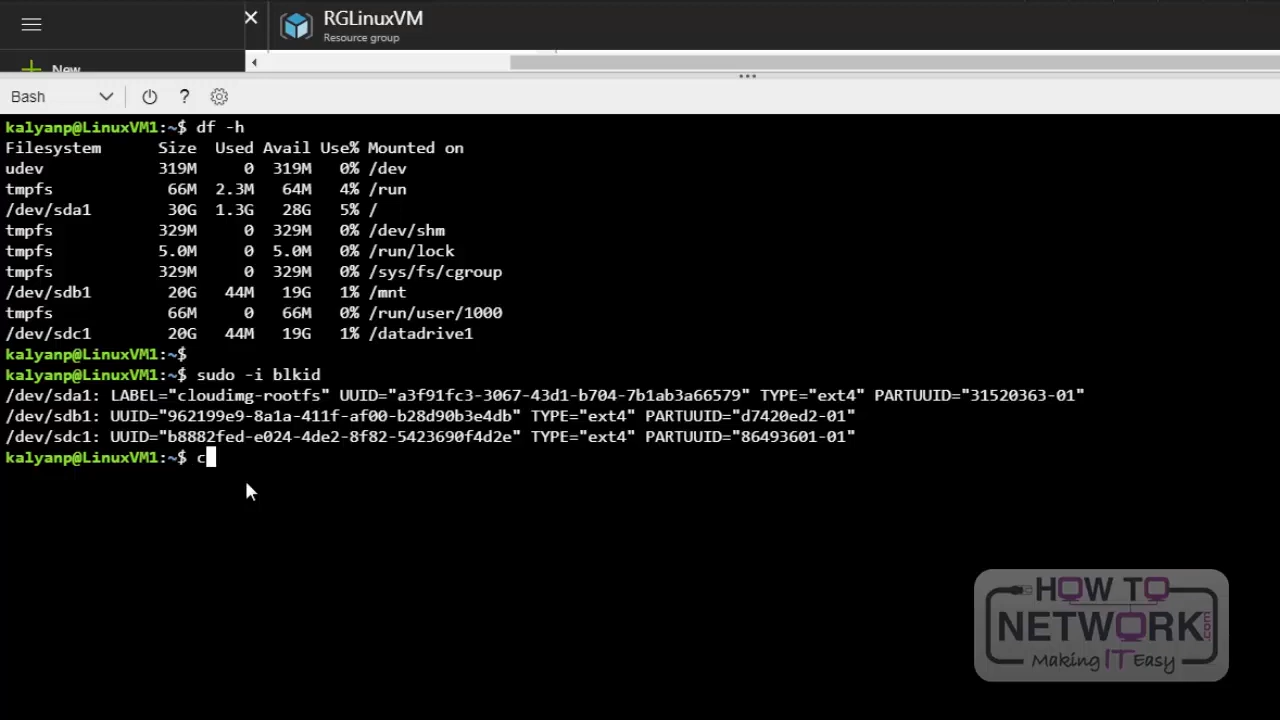 RGLinuxVM
Resource group
New
Bash
?
kalyanp@LinuxVM1:~$ df -h
Filesystem Size Used Avail Use% Mounted on
udev 319M 0 319M 0% /dev
tmpfs 66M 2.3M 64M 4% /run
/dev/sda1 30G 1.3G 28G 5% /
tmpfs 329M 0 329M 0% /dev/shm
tmpfs 5.0M 0 5.0M 0% /run/lock
tmpfs 329M 0 329M 0% /sys/fs/cgroup
/dev/sdb1 20G 44M 19G 1% /mnt
tmpfs 66M 0 66M 0% /run/user/1000
/dev/sdc1 20G 44M 19G 1% /datadrive1
kalyanp@LinuxVM1:~$
kalyanp@LinuxVM1:~$ sudo -i blkid
/dev/sda1: LABEL="cloudimg-rootfs" UUID="a3f91fc3-3067-43d1-b704-7b1ab3a66579" TYPE="ext4" PARTUUID="31520363-01"
/dev/sdb1: UUID="962199e9-8a1a-411f-af00-b28d90b3e4db" TYPE="ext4" PARTUUID="d7420ed2-01"
/dev/sdc1: UUID="b8882fed-e024-4de2-8f82-5423690f4d2e" TYPE="ext4" PARTUUID="86493601-01"
kalyanp@LinuxVM1:~$ c
HOW TO
NETWORK.com
Making IT Easy